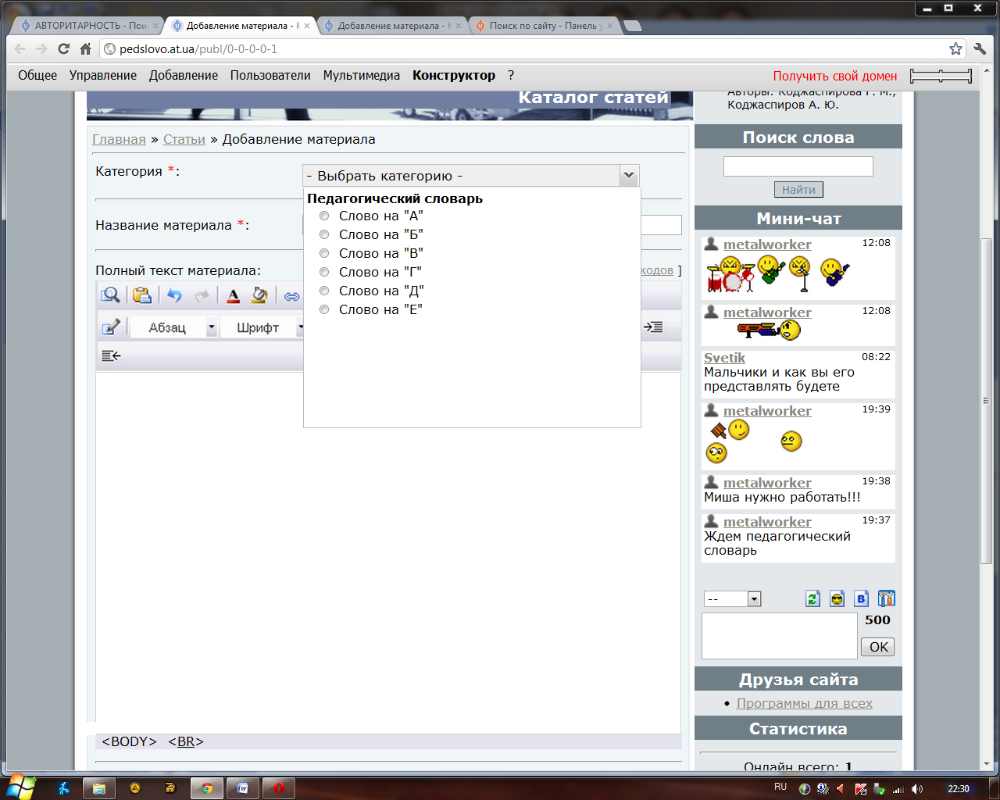 АВТОРИТАРНОСТЬ - Пои
Добавление материала - К
Добавление материала - К
Поиск по сайту - Панель у
pedslovo.at.ua/publ/0-0-0-0-1
Общее Управление Добавление Пользователи Мультимедиа Конструктор ?
Получить свой домен
Каталог статей
Главная » Статьи » Добавление материала
Категория *:
- Выбрать категорию -
Педагогический словарь
Слово на "А"
Слово на "Б"
Слово на "В"
Слово на "Г"
Слово на "Д"
Слово на "Е"
Название материала *:
Полный текст материала:
кодов ]
Абзац Шрифт
<BODY> <BR>
Авторы: Коджаспирова Г. М.,
Коджаспиров А. Ю.
Поиск слова
Найти
Мини-чат
metalworker 12:08
metalworker 12:08
Svetik 08:22
Мальчики и как вы его
представлять будете
metalworker 19:39
metalworker 19:38
Миша нужно работать!!!
metalworker 19:37
Ждем педагогический
словарь
--
B
500
OK
Друзья сайта
Программы для всех
Статистика
Онлайн всего: 1
RU
22:30